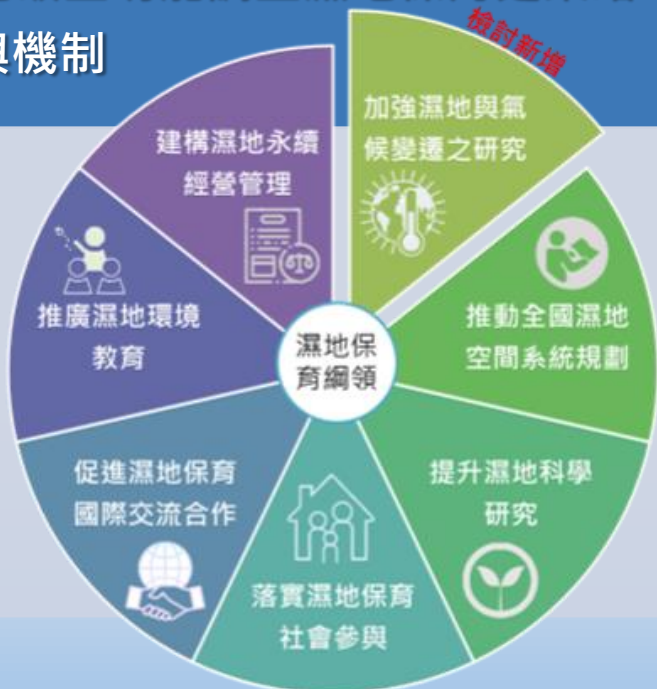 與機制
檢討新增
加強濕地與氣
候變遷之研究
建構濕地永續
經營管理
推動全國濕地
空間系統規劃
推廣濕地環境
教育
濕地保
育綱領
提升濕地科學
研究
促進濕地保育
國際交流合作
落實濕地保育
社會參與